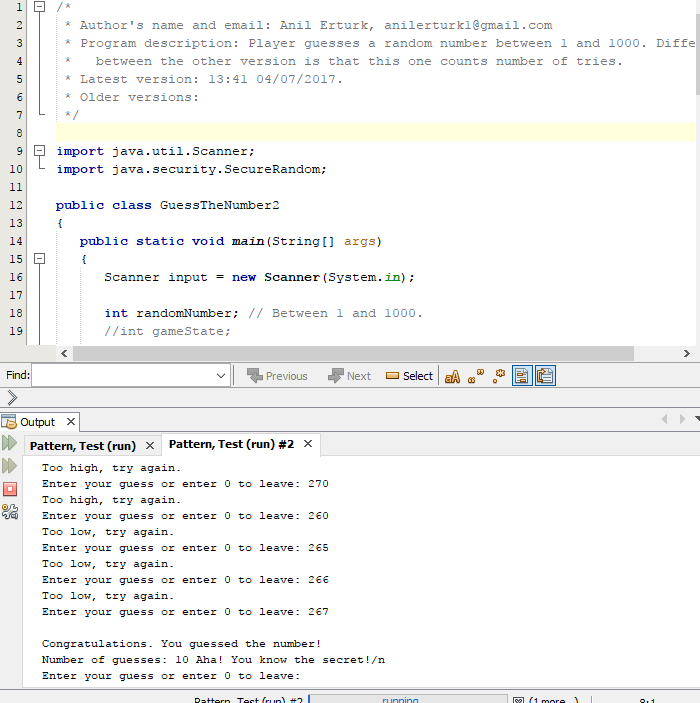 1 /*
2 * Author's name and email: Anil Erturk, anilerturk1@gmail.com
3 * Program description: Player guesses a random number between 1 and 1000. Diffe
4 * between the other version is that this one counts number of tries.
5 * Latest version: 13:41 04/07/2017.
6 * Older versions:
7 */
8
9 import java.util.Scanner;
10 import java.security.SecureRandom;
11
12 public class GuessTheNumber2
13 {
14 public static void main(String[] args)
15 {
16 Scanner input = new Scanner(System.in);
17
18 int randomNumber; // Between 1 and 1000.
19 //int gameState;
Find: Previous Next Select
Output
Pattern, Test (run) Pattern, Test (run) #2
Too high, try again.
Enter your guess or enter 0 to leave: 270
Too high, try again.
Enter your guess or enter 0 to leave: 260
Too low, try again.
Enter your guess or enter 0 to leave: 265
Too low, try again.
Enter your guess or enter 0 to leave: 266
Too low, try again.
Enter your guess or enter 0 to leave: 267
Congratulations. You guessed the number!
Number of guesses: 10 Aha! You know the secret!/n
Enter your guess or enter 0 to leave:
Pattern, Test (run) #2 running (1 more...) 8:1